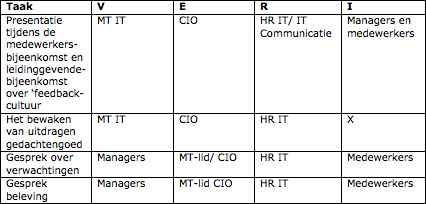 Taak V E R I
Presentatie MT IT CIO HR IT/ IT Managers en
tijdens de Communicatie medewerkers
medewerkers-
bijeenkomst en
leidinggevende-
bijeenkomst
over 'feedback-
cultuur
Het bewaken MT IT CIO HR IT X
van uitdragen
gedachtengoed
Gesprek over Managers MT-lid/ CIO HR IT Medewerkers
verwachtingen
Gesprek Managers MT-lid CIO HR IT Medewerkers
beleving